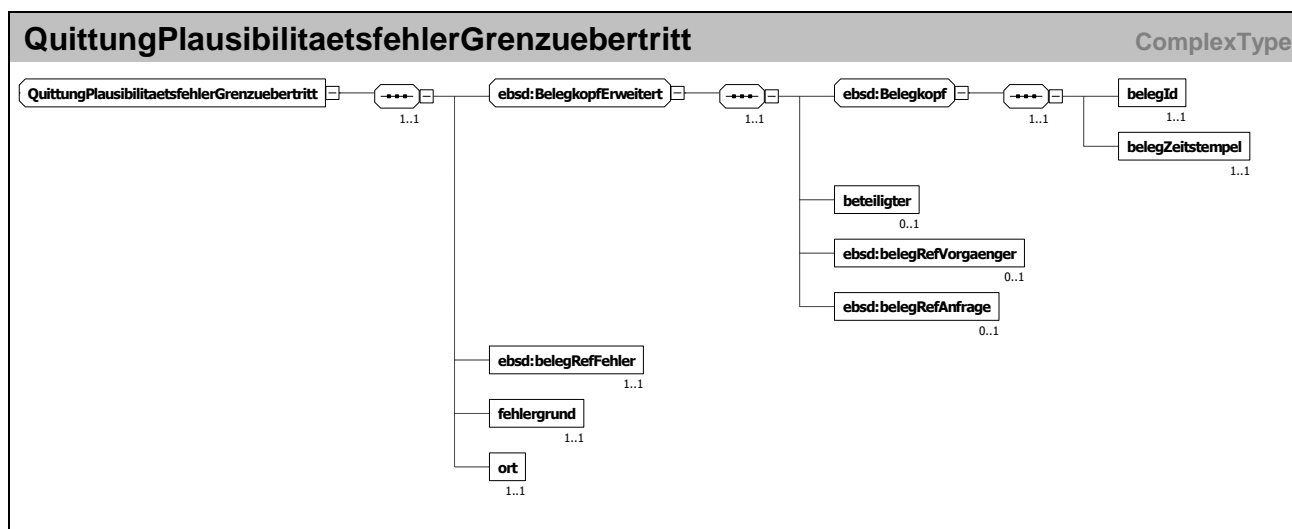 QuittungPlausibilitaetsfehlerGrenzuebertritt ComplexType
QuittungPlausibilitaetsfehlerGrenzuebertritt
1..1
ebsd:BelegkopfErweitert
1..1
ebsd:Belegkopf
1..1
belegId
1..1
belegZeitstempel
1..1
beteiligter
0..1
ebsd:belegRefVorgaenger
0..1
ebsd:belegRefAnfrage
0..1
ebsd:belegRefFehler
1..1
fehlergrund
1..1
ort
1..1